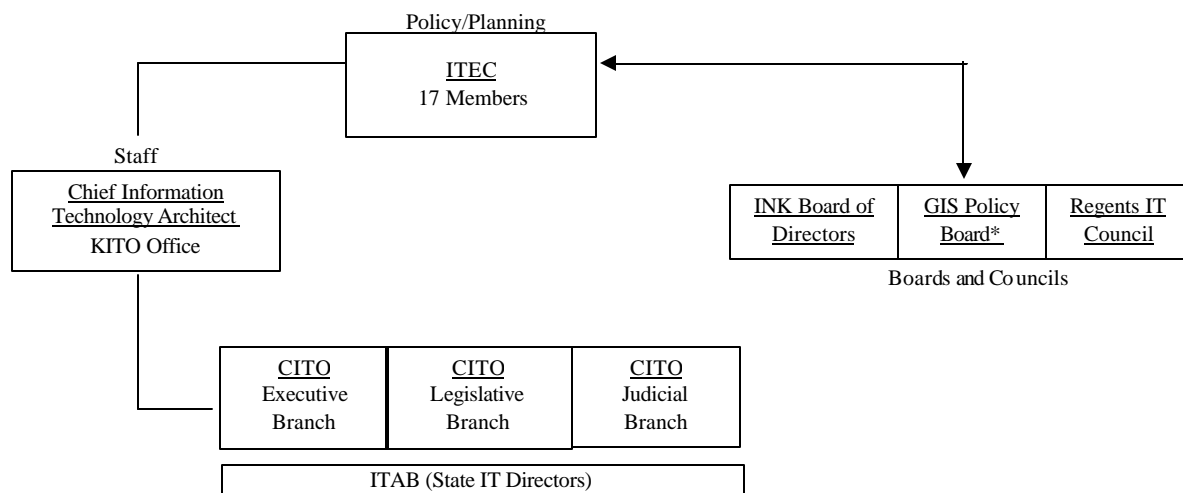 Policy/Planning
ITEC
17 Members
Staff
Chief Information
Technology Architect
KITO Office
INK Board of
Directors
GIS Policy
Board*
Regents IT
Council
Boards and Councils
CITO
Executive
Branch
CITO
Legislative
Branch
CITO
Judicial
Branch
ITAB (State IT Directors)